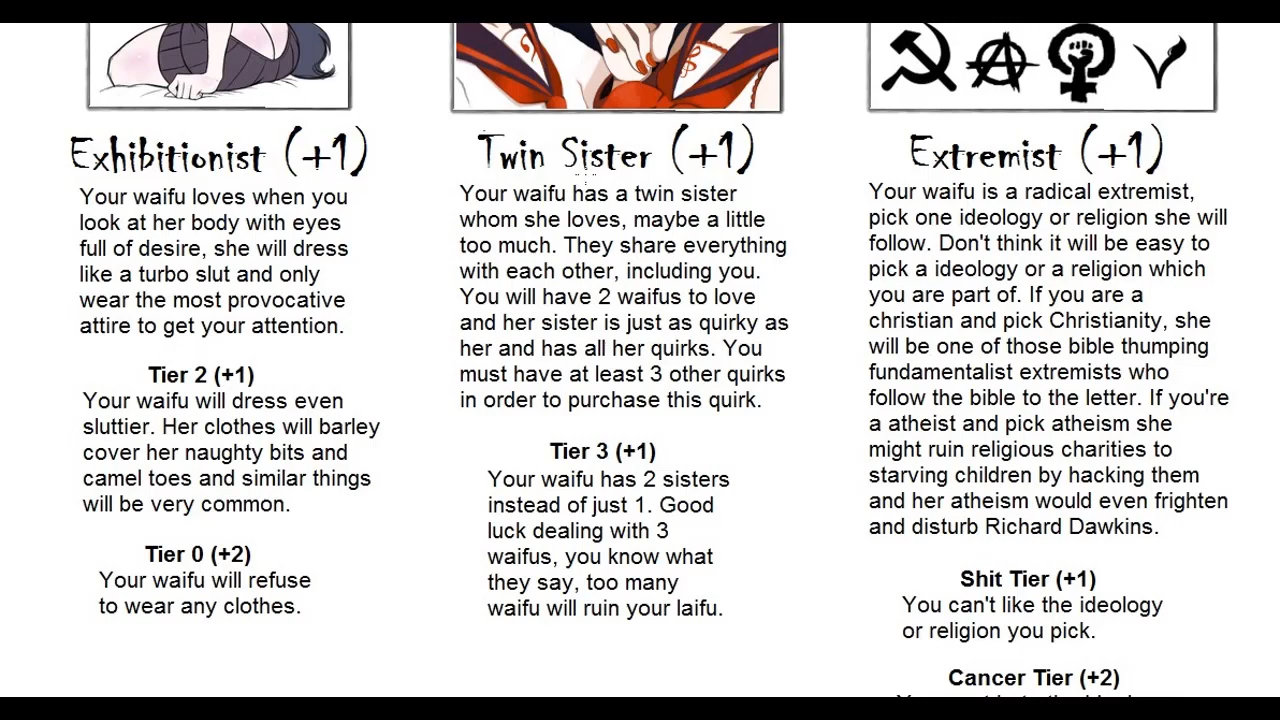 Exhibitionist (+1)
Your waifu loves when you
look at her body with eyes
full of desire, she will dress
like a turbo slut and only
wear the most provocative
attire to get your attention.
Tier 2 (+1)
Your waifu will dress even
sluttier. Her clothes will barley
cover her naughty bits and
camel toes and similar things
will be very common.
Tier 0 (+2)
Your waifu will refuse
to wear any clothes.
Twin Sister (+1)
Your waifu has a twin sister
whom she loves, maybe a little
too much. They share everything
with each other, including you.
You will have 2 waifus to love
and her sister is just as quirky as
her and has all her quirks. You
must have at least 3 other quirks
in order to purchase this quirk.
Tier 3 (+1)
Your waifu has 2 sisters
instead of just 1. Good
luck dealing with 3
waifus, you know what
they say, too many
waifu will ruin your laifu.
Extremist (+1)
Your waifu is a radical extremist,
pick one ideology or religion she will
follow. Don't think it will be easy to
pick a ideology or a religion which
you are part of. If you are a
christian and pick Christianity, she
will be one of those bible thumping
fundamentalist extremists who
follow the bible to the letter. If you're
a atheist and pick atheism she
might ruin religious charities to
starving children by hacking them
and her atheism would even frighten
and disturb Richard Dawkins.
Shit Tier (+1)
You can't like the ideology
or religion you pick.
Cancer Tier (+2)